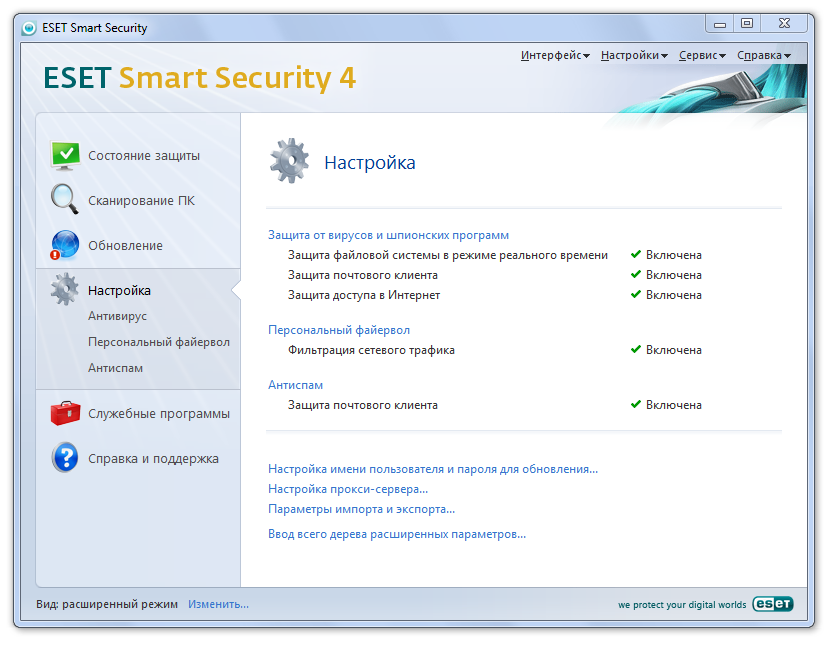 ESET Smart Security
Интерфейс Настройки Сервис Справка
ESET Smart Security 4
Состояние защиты
Сканирование ПК
Обновление
Настройка
Антивирус
Персональный файервол
Антиспам
Служебные программы
Справка и поддержка
Настройка
Защита от вирусов и шпионских программ
Защита файловой системы в режиме реального времени Включена
Защита почтового клиента Включена
Защита доступа в Интернет Включена
Персональный файервол
Фильтрация сетевого трафика Включена
Антиспам
Защита почтового клиента Включена
Настройка имени пользователя и пароля для обновления...
Настройка прокси-сервера...
Параметры импорта и экспорта...
Ввод всего дерева расширенных параметров...
Вид: расширенный режим Изменить...
we protect your digital worlds eset